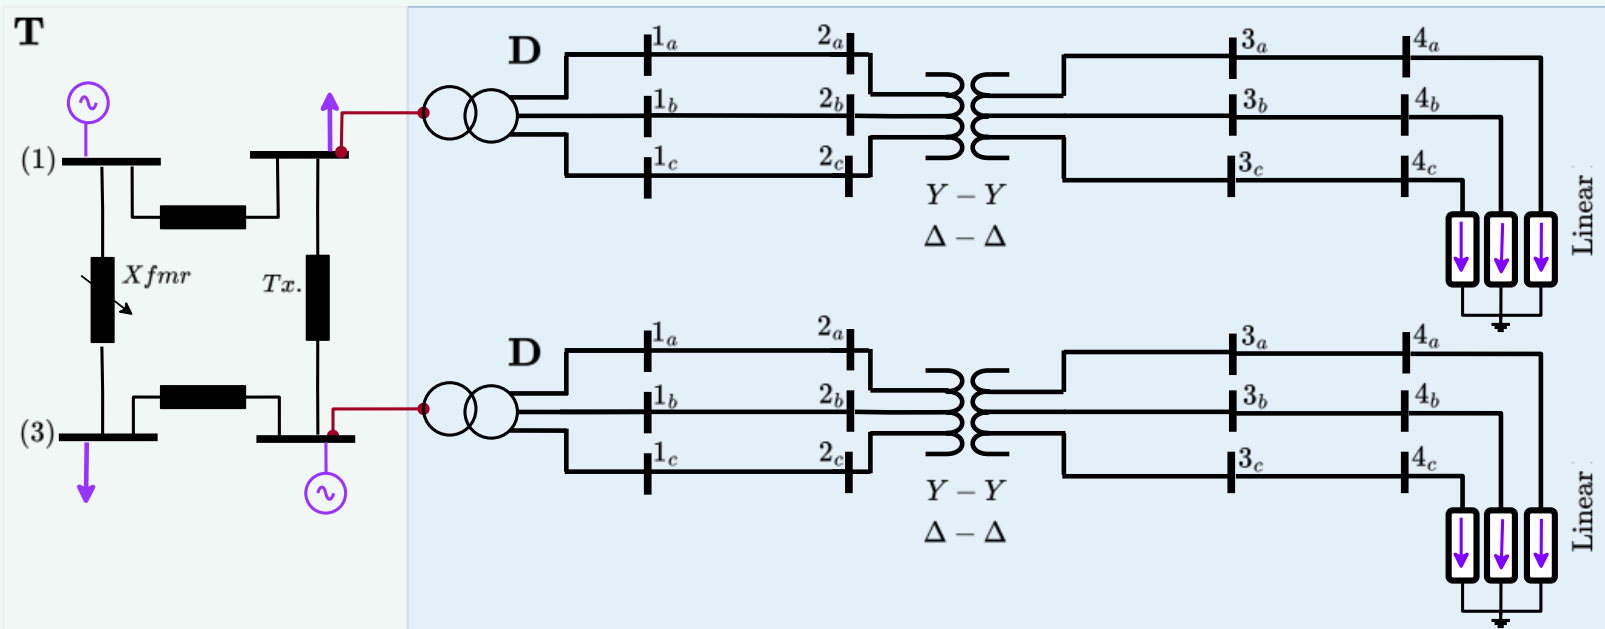 T
(1)
Xfmr
Tx.
(3)
D
1a
2a
1b
2b
1c
2c
Y – Y
Δ – Δ
3a
4a
3b
4b
3c
4c
Linear
D
1a
2a
1b
2b
1c
2c
Y – Y
Δ – Δ
3a
4a
3b
4b
3c
4c
Linear